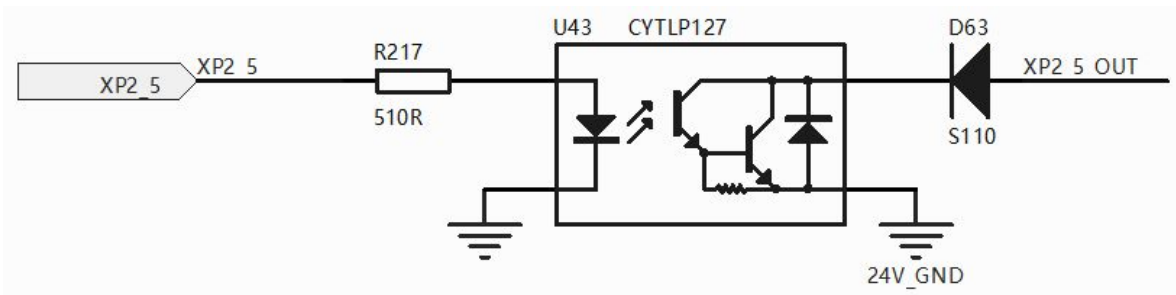 U43 CYTLP127
D63
R217
XP2_5
XP2_5
XP2_5_OUT
510R
S110
24V_GND